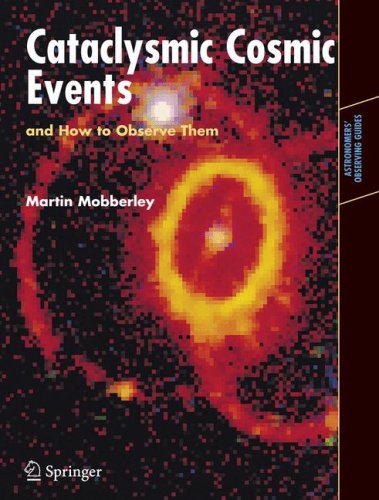 Cataclysmic Cosmic
Events
and How to Observe Them
Martin Mobberley
ASTRONOMERS'
OBSERVING GUIDES
Springer